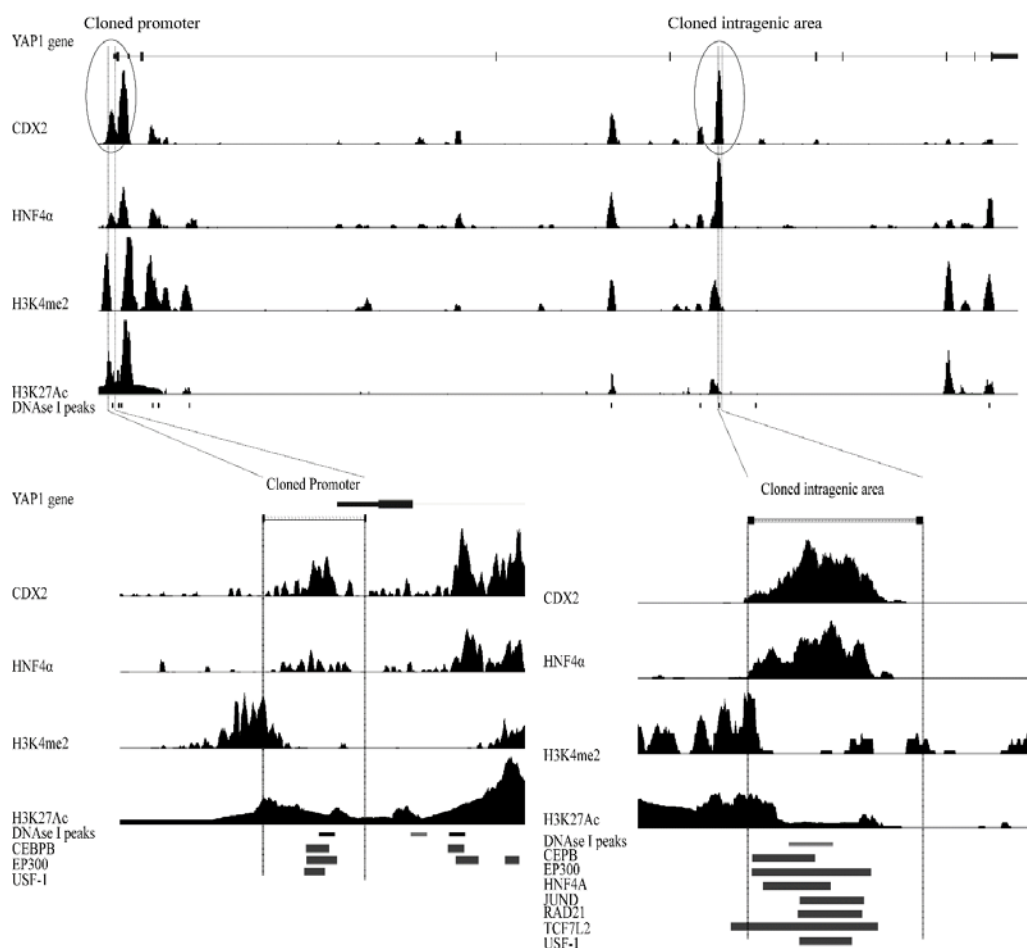 Cloned promoter
Cloned intragenic area
YAP1 gene
CDX2
HNF4α
H3K4me2
H3K27Ac
DNAse I peaks
Cloned Promoter
YAP1 gene
CDX2
HNF4α
H3K4me2
H3K27Ac
DNAse I peaks
CEBPB
EP300
USF-1
Cloned intragenic area
CDX2
HNF4α
H3K4me2
H3K27Ac
DNAse I peaks
CEPB
EP300
HNF4A
JUND
RAD21
TCF7L2
USF-1